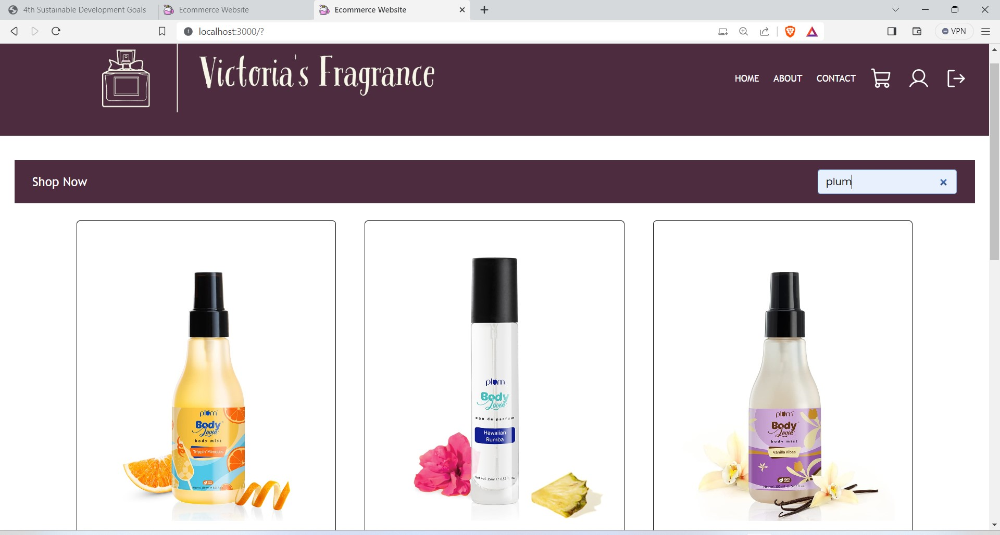 4th Sustainable Development Goals
Ecommerce Website
Ecommerce Website
localhost:3000/?
VPN
Victoria's Fragrance
HOME
ABOUT
CONTACT
Shop Now
plum
plum
Body
Lovin'
body mist
Trippin' Mimosas
plum
Body
Lovin'
eau de parfum
Hawaiian
Rumba
Net vol. 15ml e 0.51 fl. oz.
plum
Body
Lovin'
body mist
Vanilla Vibes
100%
VEGAN
Net vol. 150 ml e 5.07 fl. oz.